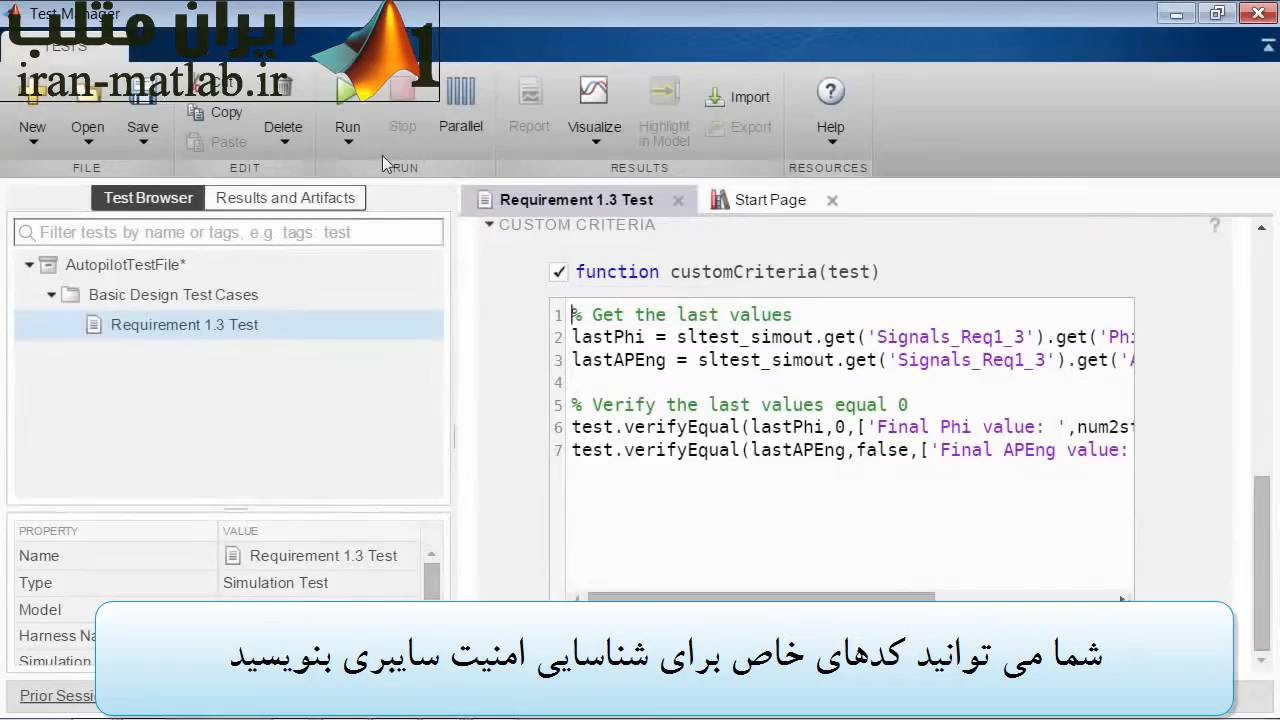 Test Manager
TESTS
ایران متلب
iran-matlab.ir
1
New
Open
Save
Copy
Paste
Delete
Run
Stop
Parallel
Report
Visualize
Highlight
in Model
Import
Export
Help
FILE
EDIT
RUN
RESULTS
RESOURCES
Test Browser
Results and Artifacts
Requirement 1.3 Test
Start Page
Filter tests by name or tags, e.g. tags: test
AutopilotTestFile*
Basic Design Test Cases
Requirement 1.3 Test
CUSTOM CRITERIA
?
function customCriteria(test)
1 % Get the last values
2 lastPhi = sltest_simout.get('Signals_Req1_3').get('Phi
3 lastAPEng = sltest_simout.get('Signals_Req1_3').get('A
4
5 % Verify the last values equal 0
6 test.verifyEqual(lastPhi,0,['Final Phi value: ',num2st
7 test.verifyEqual(lastAPEng,false,['Final APEng value:
PROPERTY VALUE
Name Requirement 1.3 Test
Type Simulation Test
Model
Harness Na
Simulation
Prior Sessi
شما می توانید کدهای خاص برای شناسایی امنیت سایبری بنویسید